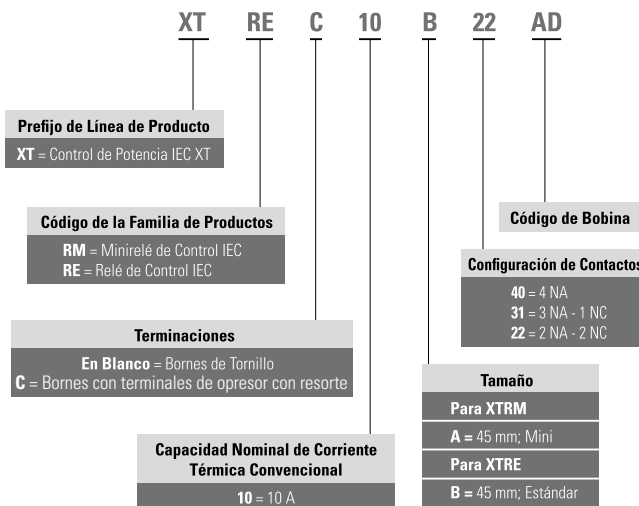 XT RE C 10 B 22 AD
Prefijo de Línea de Producto
XT = Control de Potencia IEC XT
Código de la Familia de Productos
RM = Minirelé de Control IEC
RE = Relé de Control IEC
Terminaciones
En Blanco = Bornes de Tornillo
C = Bornes con terminales de opresor con resorte
Capacidad Nominal de Corriente
Térmica Convencional
10 = 10 A
Tamaño
Para XTRM
A = 45 mm; Mini
Para XTRE
B = 45 mm; Estándar
Configuración de Contactos
40 = 4 NA
31 = 3 NA - 1 NC
22 = 2 NA - 2 NC
Código de Bobina